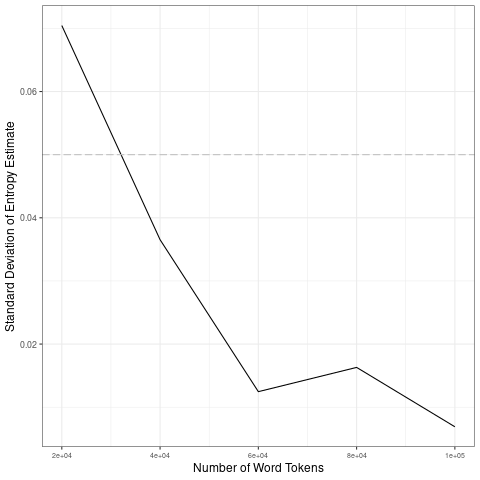 Standard Deviation of Entropy Estimate
0.06
0.04
0.02
2e+04 4e+04 6e+04 8e+04 1e+05
Number of Word Tokens